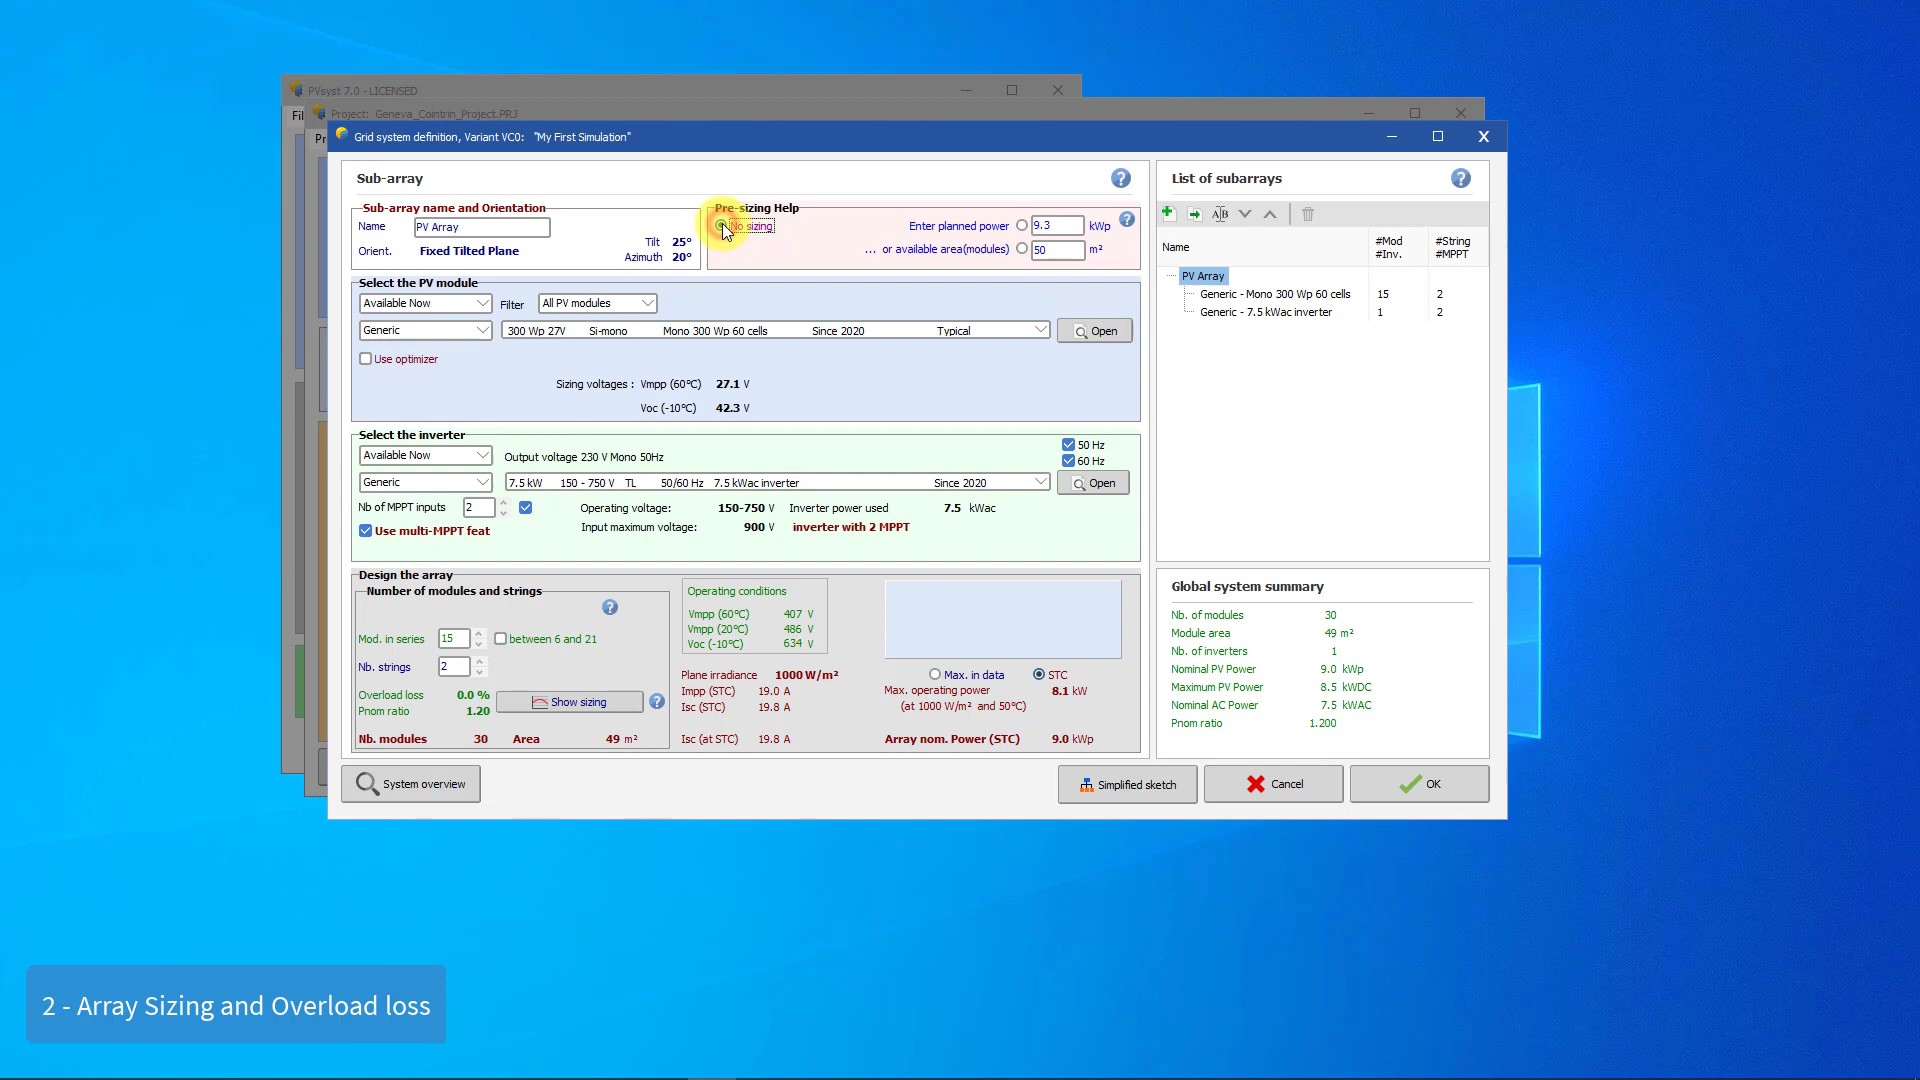 PVsyst 7.0 - LICENSED
Fil
Project: Geneva_Cointrin_Project.PRJ
Pr
Grid system definition, Variant VC0: "My First Simulation"
Sub-array
Sub-array name and Orientation
Name PV Array
Orient. Fixed Tilted Plane
Tilt 25°
Azimuth 20°
Pre-sizing Help
No sizing
Enter planned power 9.3 kWp
... or available area(modules) 50 m²
Select the PV module
Available Now Filter All PV modules
Generic 300 Wp 27V Si-mono Mono 300 Wp 60 cells Since 2020 Typical Open
Use optimizer
Sizing voltages : Vmpp (60°C) 27.1 V
Voc (-10°C) 42.3 V
Select the inverter
Available Now Output voltage 230 V Mono 50Hz
50 Hz
60 Hz
Generic 7.5 kW 150 - 750 V TL 50/60 Hz 7.5 kWac inverter Since 2020 Open
Nb of MPPT inputs 2 Operating voltage: 150-750 V Inverter power used 7.5 kWac
Use multi-MPPT feat Input maximum voltage: 900 V inverter with 2 MPPT
Design the array
Number of modules and strings
Mod. in series 15 between 6 and 21
Nb. strings 2
Overload loss 0.0 %
Pnom ratio 1.20
Show sizing
Nb. modules 30 Area 49 m²
Operating conditions
Vmpp (60°C) 407 V
Vmpp (20°C) 486 V
Voc (-10°C) 634 V
Plane irradiance 1000 W/m²
Impp (STC) 19.0 A
Isc (STC) 19.8 A
Isc (at STC) 19.8 A
Max. in data STC
Max. operating power 8.1 kW
(at 1000 W/m² and 50°C)
Array nom. Power (STC) 9.0 kWp
List of subarrays
Name #Mod #String
#Inv. #MPPT
PV Array
Generic - Mono 300 Wp 60 cells 15 2
Generic - 7.5 kWac inverter 1 2
Global system summary
Nb. of modules 30
Module area 49 m²
Nb. of inverters 1
Nominal PV Power 9.0 kWp
Maximum PV Power 8.5 kWDC
Nominal AC Power 7.5 kWAC
Pnom ratio 1.200
System overview
Simplified sketch
Cancel
OK
2 - Array Sizing and Overload loss